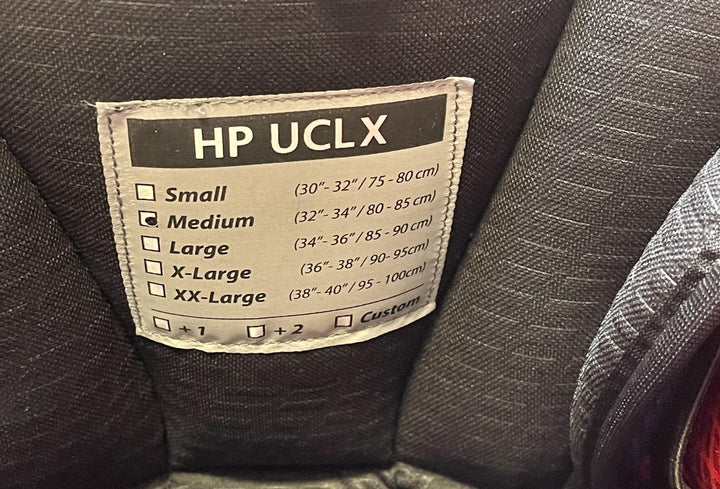 HP UCLX
Small (30"- 32" / 75 - 80 cm)
Medium (32"- 34" / 80 - 85 cm)
Large (34"- 36" / 85 - 90 cm)
X-Large (36"- 38" / 90- 95cm)
XX-Large (38"- 40" / 95 - 100cm)
+ 1 + 2 Custom